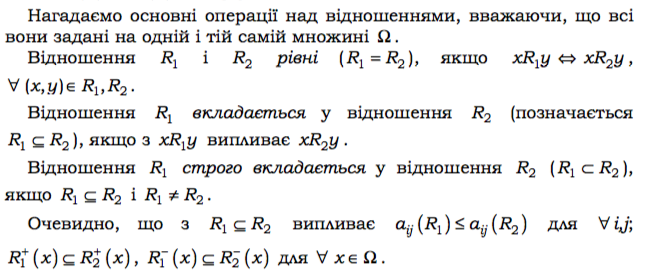 Нагадаємо основні операції над відношеннями, вважаючи, що всі
вони задані на одній і тій самій множині Ω.
Відношення R₁ і R₂ рівні (R₁ = R₂), якщо xR₁y ⇔ xR₂y,
∀ (x,y)∈ R₁,R₂.
Відношення R₁ вкладається у відношення R₂ (позначається
R₁ ⊆ R₂), якщо з xR₁y випливає xR₂y.
Відношення R₁ строго вкладається у відношення R₂ (R₁ ⊂ R₂),
якщо R₁ ⊆ R₂ і R₁ ≠ R₂.
Очевидно, що з R₁ ⊆ R₂ випливає aᵢⱼ(R₁) ≤ aᵢⱼ(R₂) для ∀ i,j;
R₁⁺(x) ⊆ R₂⁺(x), R₁⁻(x) ⊆ R₂⁻(x) для ∀ x ∈ Ω.